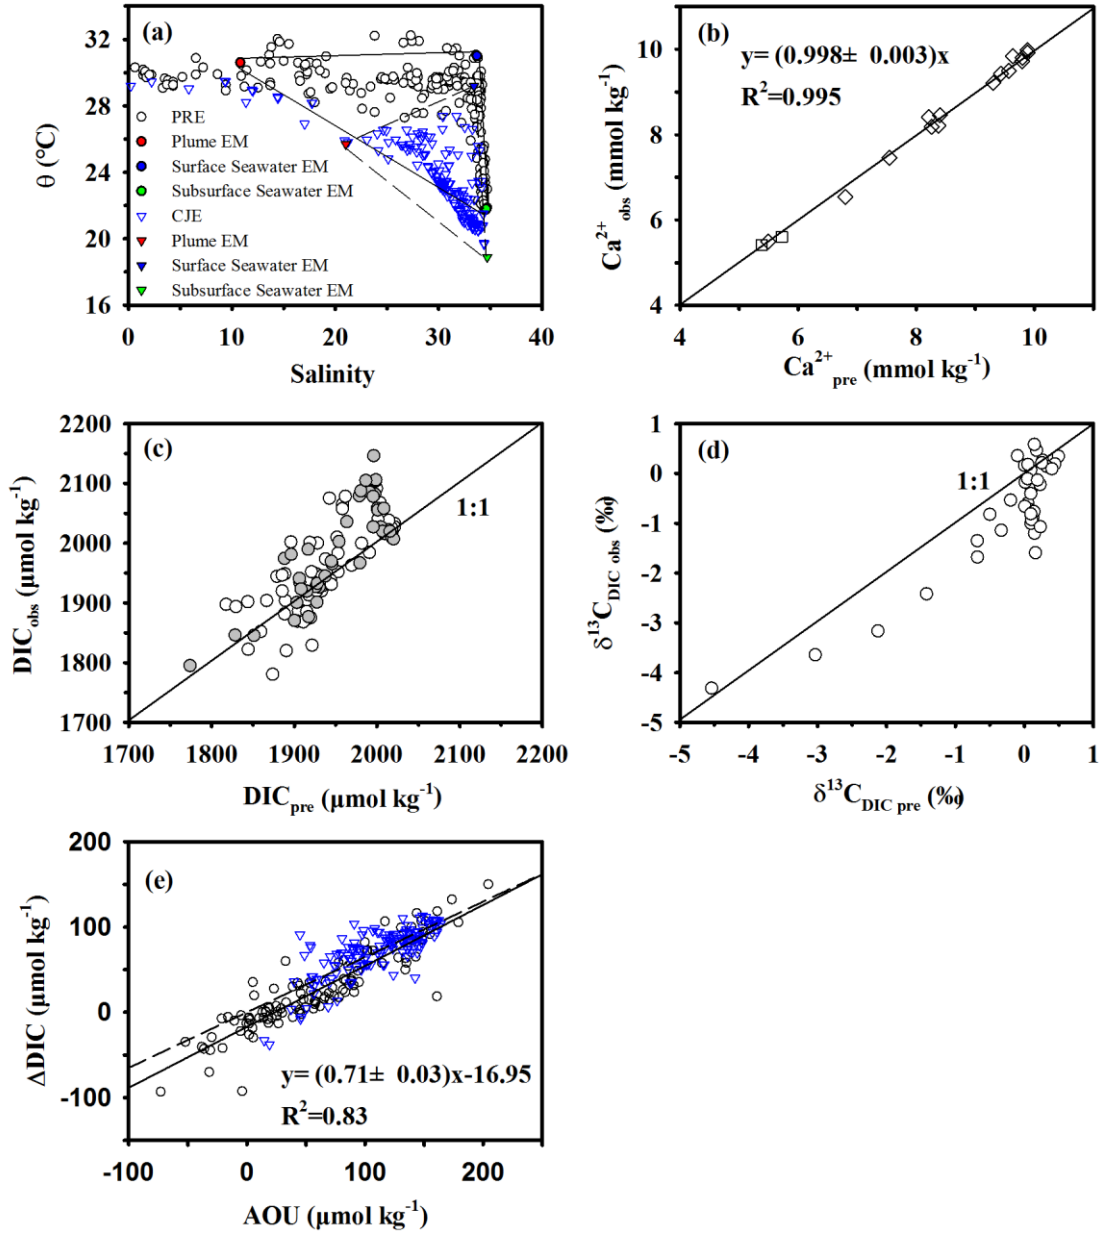 (a)
32
28
24
20
16
θ (°C)
PRE
Plume EM
Surface Seawater EM
Subsurface Seawater EM
CJE
Plume EM
Surface Seawater EM
Subsurface Seawater EM
0 10 20 30 40
Salinity
(b)
y= (0.998± 0.003)x
R²=0.995
10
8
6
4
Ca²⁺obs (mmol kg⁻¹)
4 6 8 10
Ca²⁺pre (mmol kg⁻¹)
(c)
1:1
2200
2100
2000
1900
1800
1700
DICobs (μmol kg⁻¹)
1700 1800 1900 2000 2100 2200
DICpre (μmol kg⁻¹)
(d)
1:1
1
0
-1
-2
-3
-4
-5
δ¹³CDIC obs (‰)
-5 -4 -3 -2 -1 0 1
δ¹³CDIC pre (‰)
(e)
200
100
0
-100
ΔDIC (μmol kg⁻¹)
y= (0.71± 0.03)x-16.95
R²=0.83
-100 0 100 200
AOU (μmol kg⁻¹)